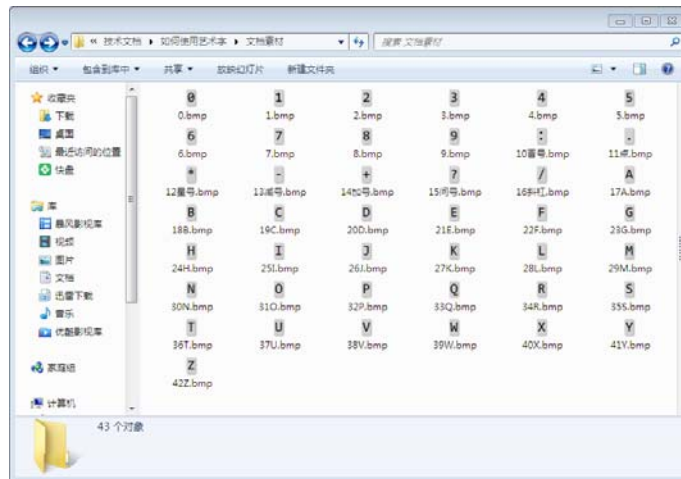 « 技术文档 ▸ 如何使用艺术字 ▸ 文档素材
搜索 文档素材
组织 包含到库中 共享 放映幻灯片 新建文件夹
收藏夹
下载
桌面
最近访问的位置
快盘
库
暴风影视库
视频
图片
文档
迅雷下载
音乐
优酷影视库
家庭组
计算机
0 1 2 3 4 5
0.bmp 1.bmp 2.bmp 3.bmp 4.bmp 5.bmp
6 7 8 9 : .
6.bmp 7.bmp 8.bmp 9.bmp 10冒号.bmp 11点.bmp
* - + ? / A
12星号.bmp 13减号.bmp 14加号.bmp 15问号.bmp 16斜杠.bmp 17A.bmp
B C D E F G
18B.bmp 19C.bmp 20D.bmp 21E.bmp 22F.bmp 23G.bmp
H I J K L M
24H.bmp 25I.bmp 26J.bmp 27K.bmp 28L.bmp 29M.bmp
N O P Q R S
30N.bmp 31O.bmp 32P.bmp 33Q.bmp 34R.bmp 35S.bmp
T U V W X Y
36T.bmp 37U.bmp 38V.bmp 39W.bmp 40X.bmp 41Y.bmp
Z
42Z.bmp
43 个对象